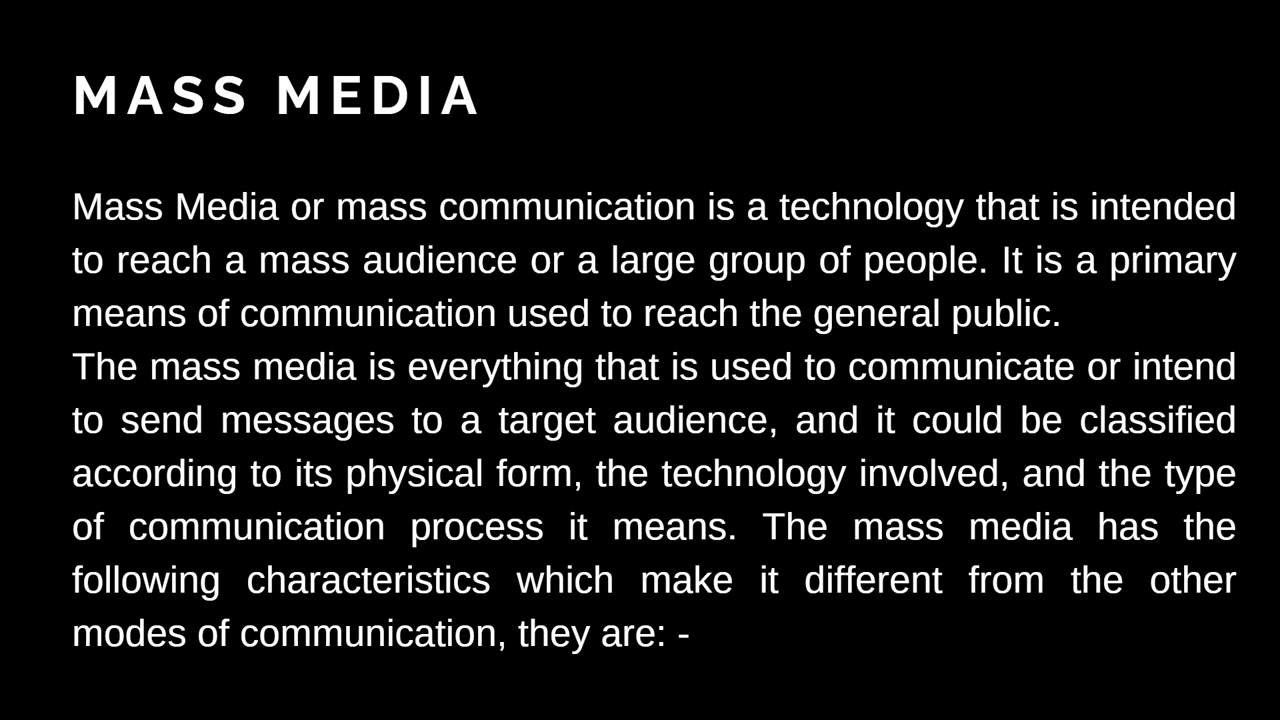 MASS MEDIA
Mass Media or mass communication is a technology that is intended
to reach a mass audience or a large group of people. It is a primary
means of communication used to reach the general public.
The mass media is everything that is used to communicate or intend
to send messages to a target audience, and it could be classified
according to its physical form, the technology involved, and the type
of communication process it means. The mass media has the
following characteristics which make it different from the other
modes of communication, they are: -